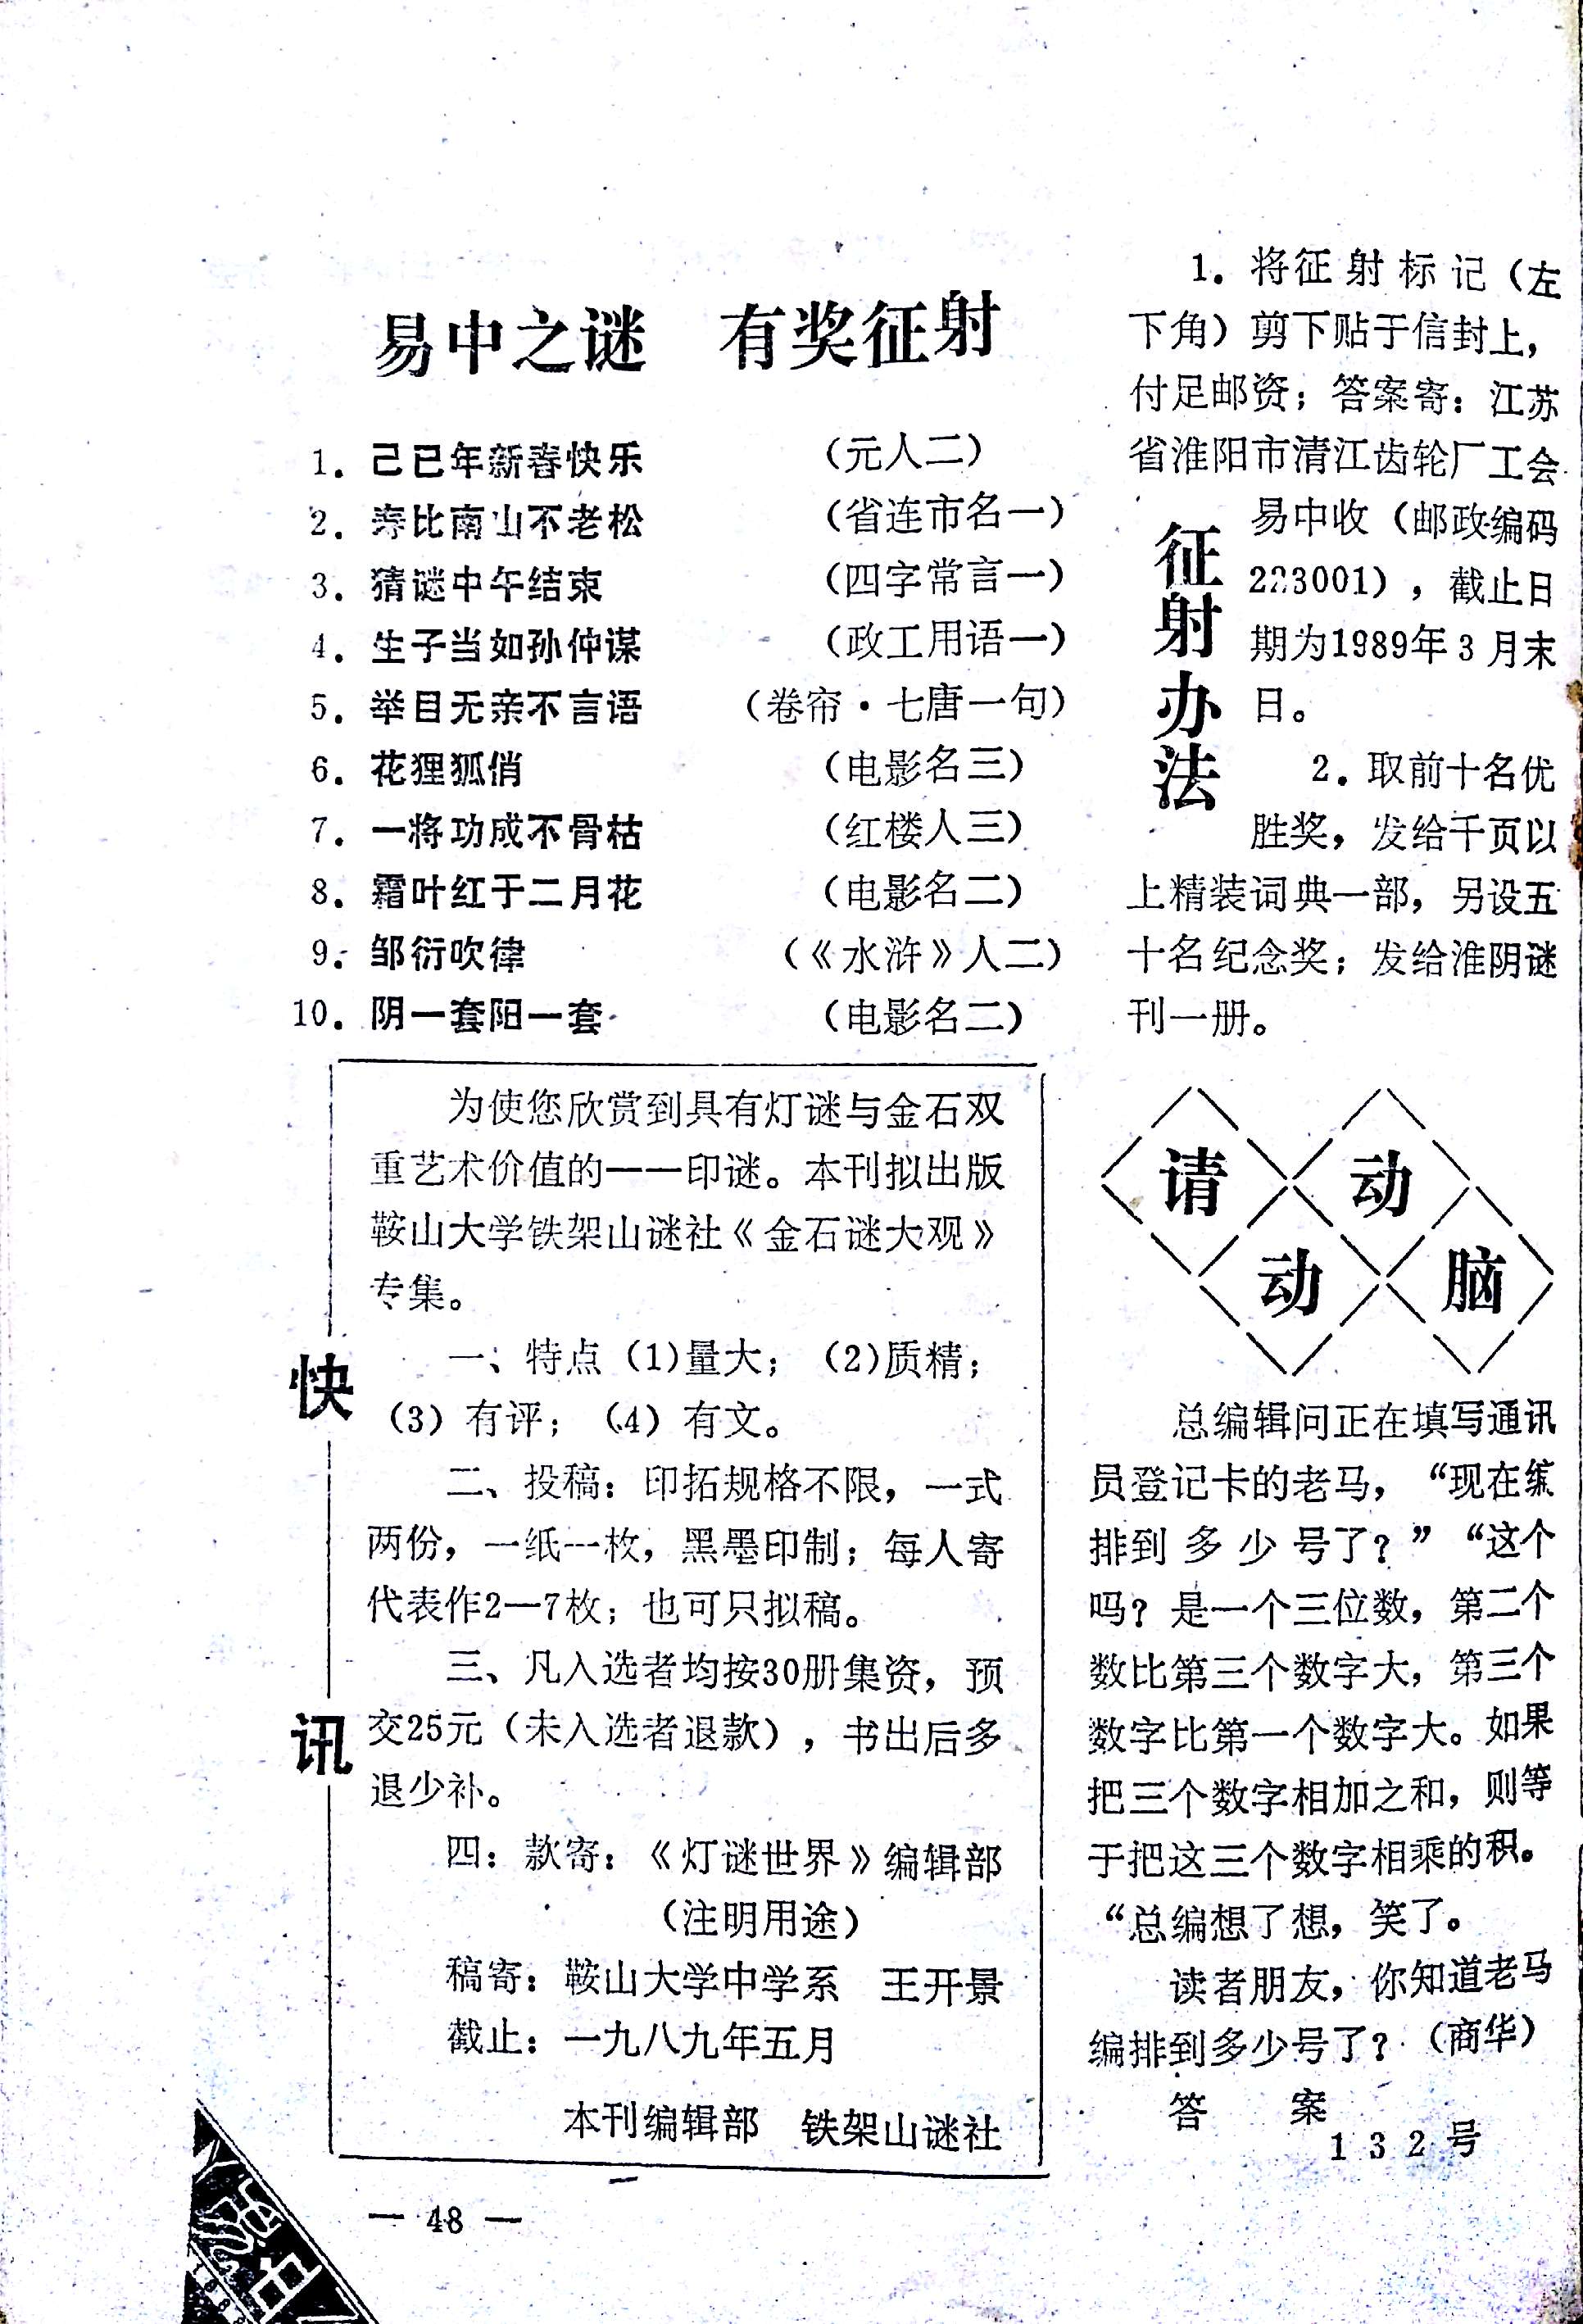 易中之谜　有奖征射
1．己已年新春快乐　（元人二）
2．寿比南山不老松　（省连市名一）
3．猜谜中午结束　（四字常言一）
4．生子当如孙仲谋　（政工用语一）
5．举目无亲不言语　（卷帘·七唐一句）
6．花狸狐俏　（电影名三）
7．一将功成不骨枯　（红楼人三）
8．霜叶红于二月花　（电影名二）
9．邹衍吹律　（《水浒》人二）
10．阴一套阳一套　（电影名二）
征射办法
1．将征射标记（左
下角）剪下贴于信封上，
付足邮资；答案寄：江苏
省淮阳市清江齿轮厂工会
易中收（邮政编码
223001），截止日
期为1989年3月末
日。
2．取前十名优
胜奖，发给千页以
上精装词典一部，另设五
十名纪念奖；发给淮阴谜
刊一册。
快讯
为使您欣赏到具有灯谜与金石双
重艺术价值的——印谜。本刊拟出版
鞍山大学铁架山谜社《金石谜大观》
专集。
一、特点（1)量大；（2)质精；
（3）有评；（4）有文。
二、投稿：印拓规格不限，一式
两份，一纸一枚，黑墨印制；每人寄
代表作2—7枚；也可只拟稿。
三、凡入选者均按30册集资，预
交25元（未入选者退款），书出后多
退少补。
四：款寄：《灯谜世界》编辑部
（注明用途）
稿寄：鞍山大学中学系　王开景
截止：一九八九年五月
本刊编辑部　铁架山谜社
请动动脑
总编辑问正在填写通讯
员登记卡的老马，“现在编
排到多少号了？”“这个
吗？是一个三位数，第二个
数比第三个数字大，第三个
数字比第一个数字大。如果
把三个数字相加之和，则等
于把这三个数字相乘的积。
“总编想了想，笑了。
读者朋友，你知道老马
编排到多少号了？（商华）
答　案
132号
— 48 —